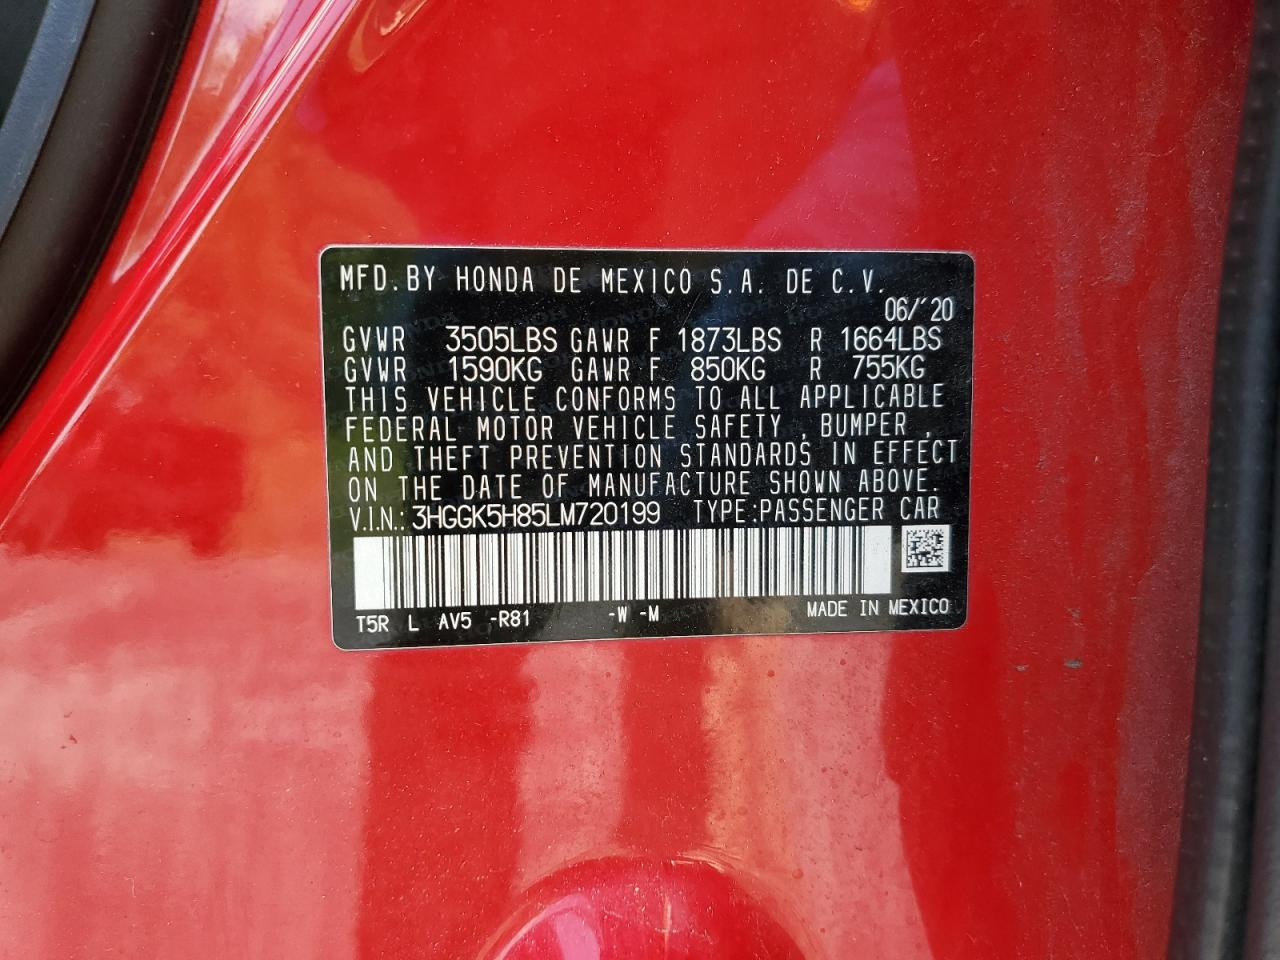 MFD. BY HONDA DE MEXICO S.A. DE C.V.
06/'20
GVWR 3505LBS GAWR F 1873LBS R 1664LBS
GVWR 1590KG GAWR F 850KG R 755KG
THIS VEHICLE CONFORMS TO ALL APPLICABLE
FEDERAL MOTOR VEHICLE SAFETY , BUMPER ,
AND THEFT PREVENTION STANDARDS IN EFFECT
ON THE DATE OF MANUFACTURE SHOWN ABOVE.
V.I.N.: 3HGGK5H85LM720199 TYPE:PASSENGER CAR
T5R L AV5 -R81 -W -M MADE IN MEXICO